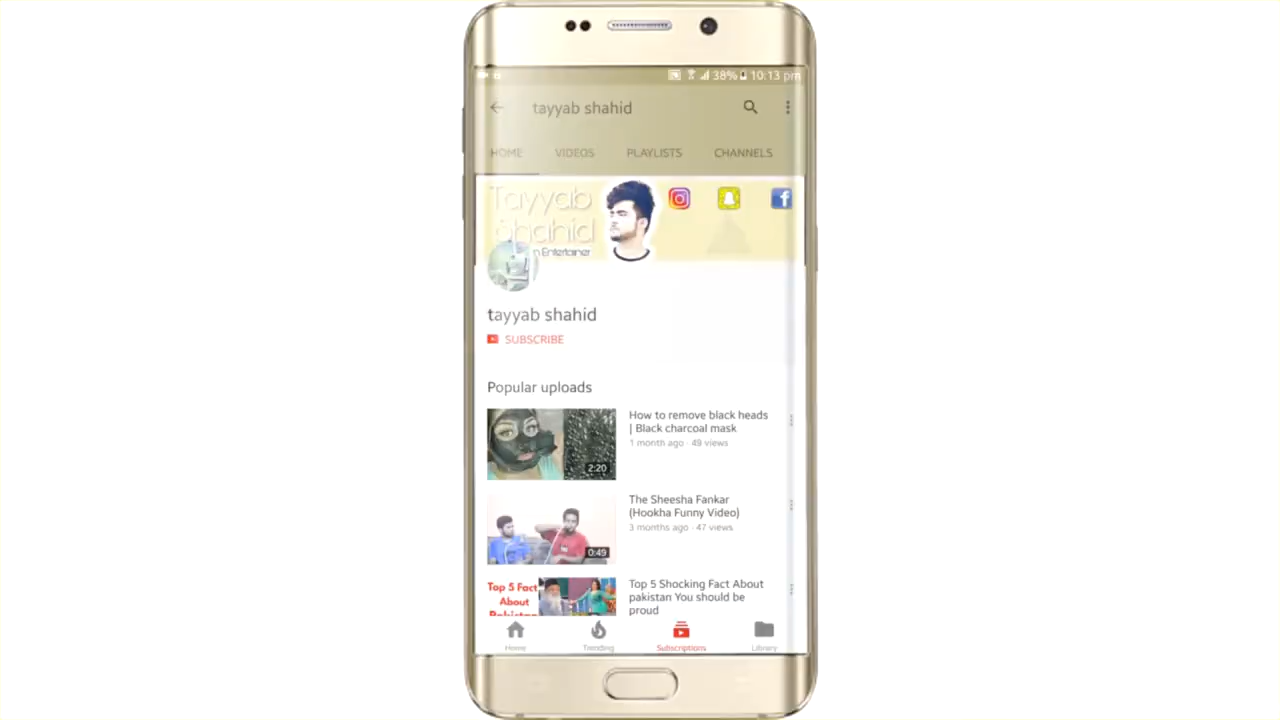 38% 10:13 pm
tayyab shahid
HOME VIDEOS PLAYLISTS CHANNELS
Tayyab
Shahid
n Entertainer
tayyab shahid
SUBSCRIBE
Popular uploads
How to remove black heads
| Black charcoal mask
1 month ago · 49 views
2:20
The Sheesha Fankar
(Hookha Funny Video)
3 months ago · 47 views
0:49
Top 5 Fact
About
Pakistan
Top 5 Shocking Fact About
pakistan You should be
proud
Home Trending Subscriptions Library